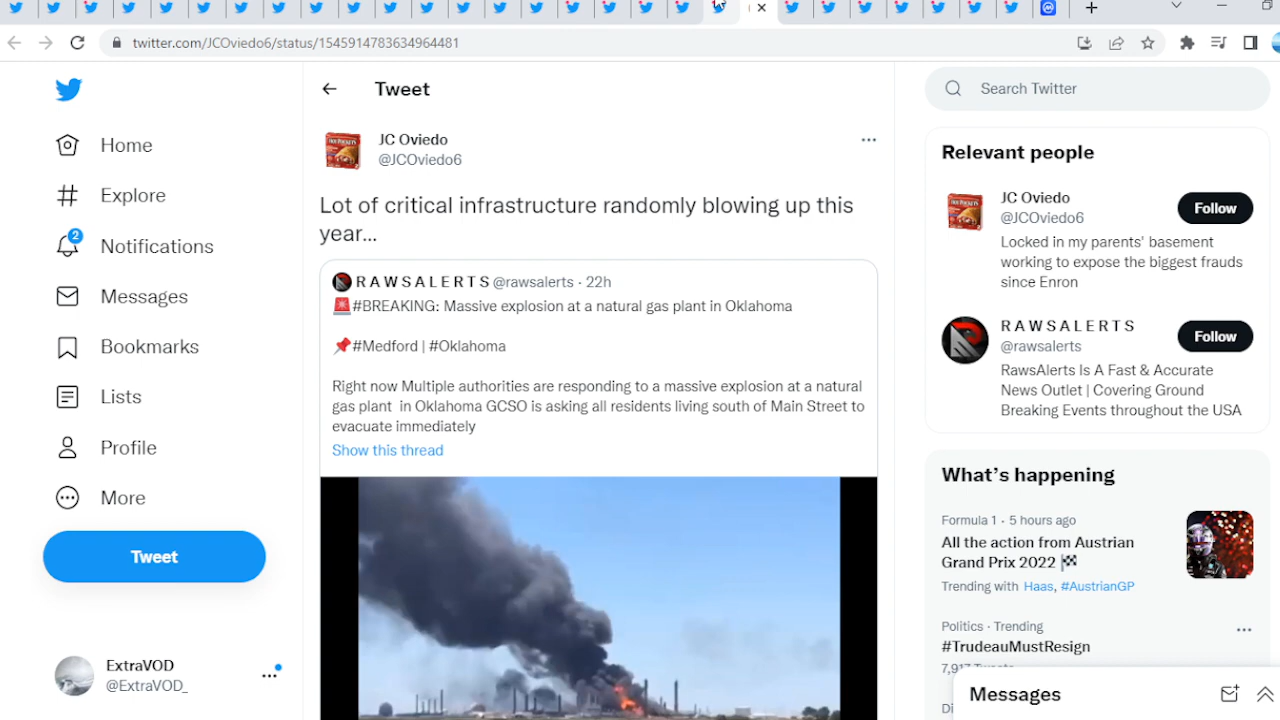 twitter.com/JCOviedo6/status/1545914783634964481
Home
Explore
2
Notifications
Messages
Bookmarks
Lists
Profile
More
Tweet
ExtraVOD
@ExtraVOD_
Tweet
JC Oviedo
@JCOviedo6
Lot of critical infrastructure randomly blowing up this
year...
R A W S A L E R T S @rawsalerts · 22h
🚨#BREAKING: Massive explosion at a natural gas plant in Oklahoma
📌#Medford | #Oklahoma
Right now Multiple authorities are responding to a massive explosion at a natural
gas plant in Oklahoma GCSO is asking all residents living south of Main Street to
evacuate immediately
Show this thread
Search Twitter
Relevant people
JC Oviedo
@JCOviedo6
Follow
Locked in my parents' basement
working to expose the biggest frauds
since Enron
R A W S A L E R T S
@rawsalerts
Follow
RawsAlerts Is A Fast & Accurate
News Outlet | Covering Ground
Breaking Events throughout the USA
What's happening
Formula 1 · 5 hours ago
All the action from Austrian
Grand Prix 2022 🏁
Trending with Haas, #AustrianGP
Politics · Trending
#TrudeauMustResign
Messages